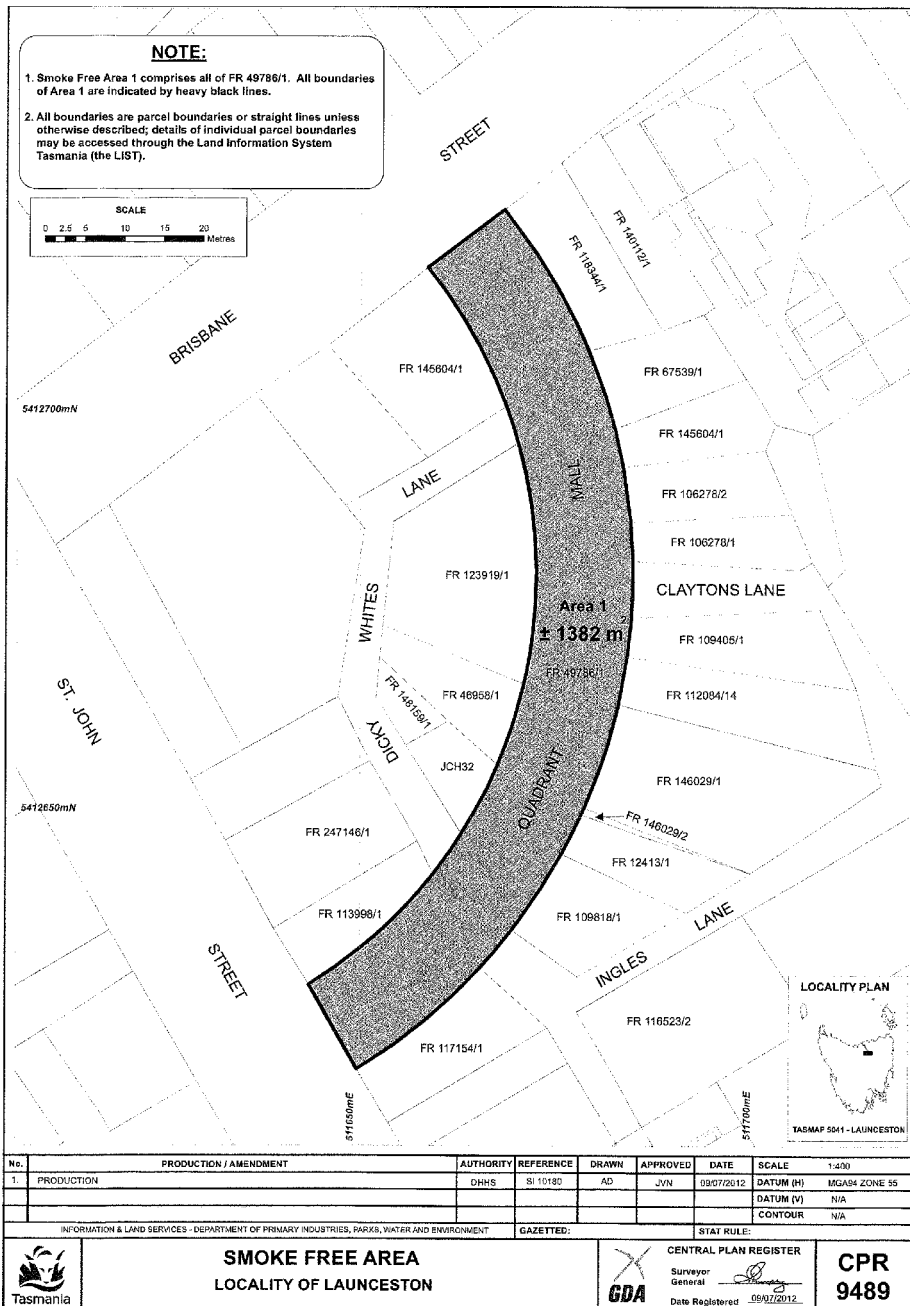 NOTE:
1. Smoke Free Area 1 comprises all of FR 49786/1. All boundaries
of Area 1 are indicated by heavy black lines.
2. All boundaries are parcel boundaries or straight lines unless
otherwise described; details of individual parcel boundaries
may be accessed through the Land Information System
Tasmania (the LIST).
SCALE
0 2.5 5 10 15 20
Metres
STREET
BRISBANE
FR 140112/1
FR 118344/1
FR 145604/1
FR 67539/1
5412700mN
FR 145604/1
LANE
MALL
FR 106278/2
FR 106278/1
FR 123919/1
CLAYTONS LANE
WHITES
Area 1
± 1382 m2
FR 109405/1
FR 49786/1
FR 46958/1
FR 112084/14
FR 148159/1
ST. JOHN
DICKY
JCH32
QUADRANT
FR 146029/1
5412650mN
FR 146029/2
FR 247146/1
FR 12413/1
FR 113998/1
FR 109818/1
LANE
INGLES
STREET
FR 116523/2
FR 117154/1
LOCALITY PLAN
TASMAP 5041 - LAUNCESTON
511650mE
511700mE
No. PRODUCTION / AMENDMENT AUTHORITY REFERENCE DRAWN APPROVED DATE SCALE 1:400
1. PRODUCTION DHHS SI 10180 AD JVN 09/07/2012 DATUM (H) MGA94 ZONE 55
DATUM (V) N/A
CONTOUR N/A
INFORMATION & LAND SERVICES - DEPARTMENT OF PRIMARY INDUSTRIES, PARKS, WATER AND ENVIRONMENT GAZETTED: STAT RULE:
Tasmania
SMOKE FREE AREA
LOCALITY OF LAUNCESTON
GDA
CENTRAL PLAN REGISTER
Surveyor
General
Date Registered 09/07/2012
CPR
9489